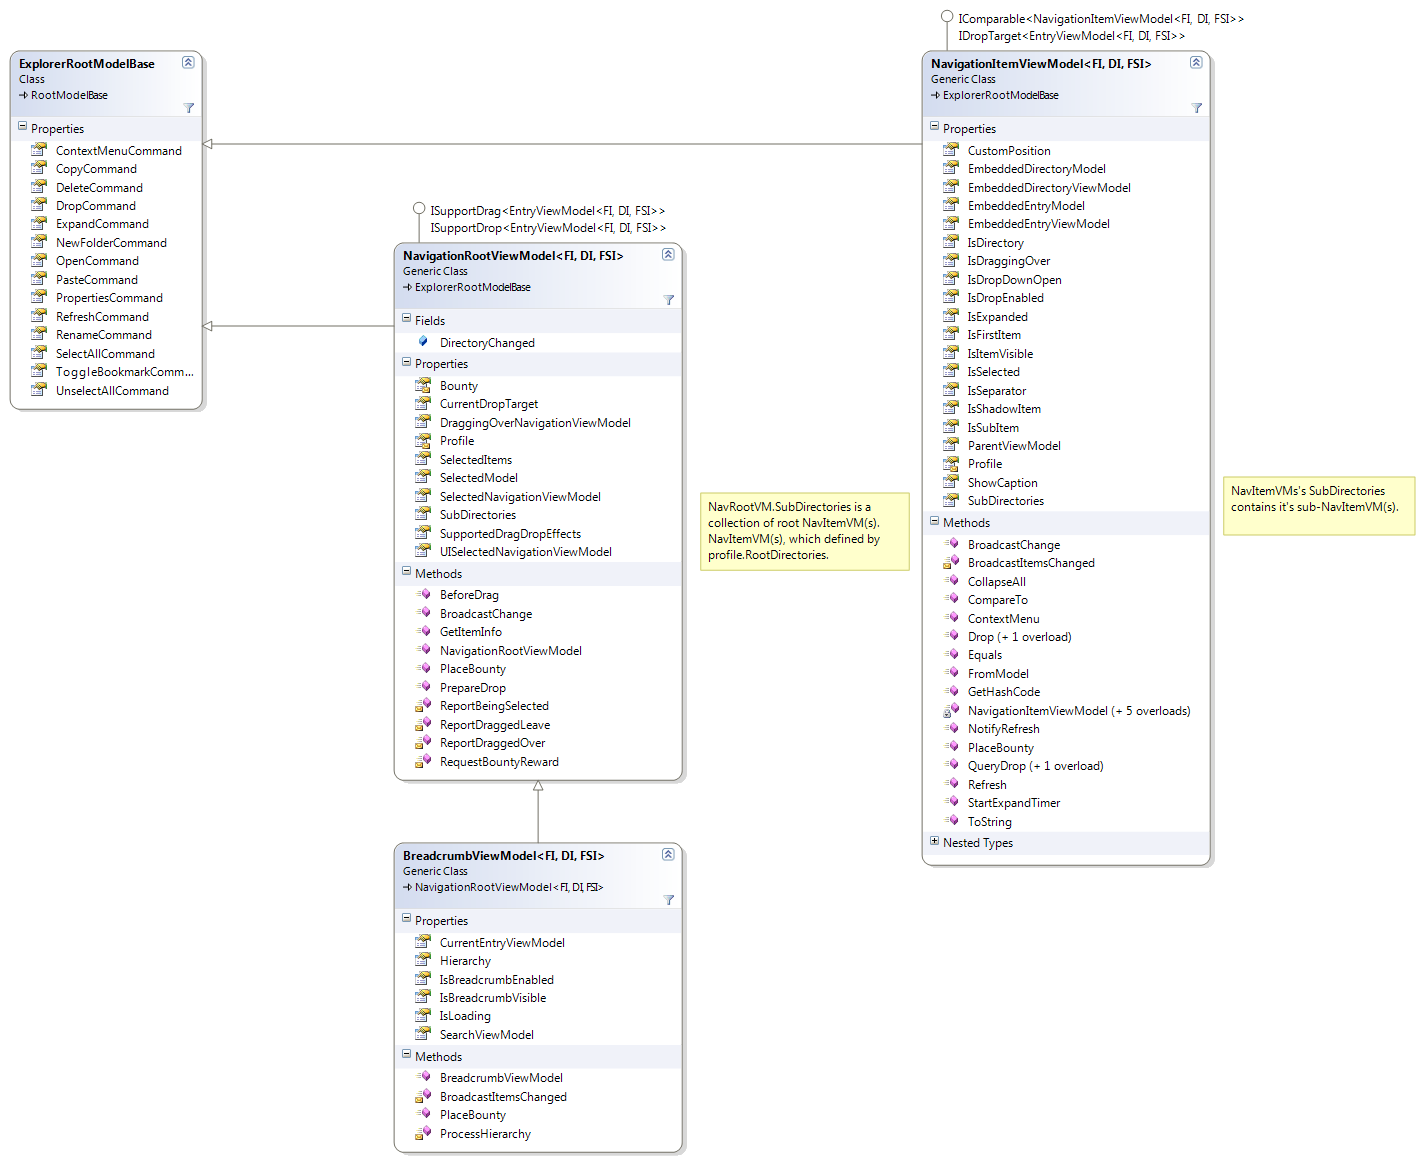 ExplorerRootModelBase
Class
RootModelBase
Properties
ContextMenuCommand
CopyCommand
DeleteCommand
DropCommand
ExpandCommand
NewFolderCommand
OpenCommand
PasteCommand
PropertiesCommand
RefreshCommand
RenameCommand
SelectAllCommand
ToggleBookmarkComm...
UnselectAllCommand
ISupportDrag<EntryViewModel<FI, DI, FSI>>
ISupportDrop<EntryViewModel<FI, DI, FSI>>
NavigationRootViewModel<FI, DI, FSI>
Generic Class
ExplorerRootModelBase
Fields
DirectoryChanged
Properties
Bounty
CurrentDropTarget
DraggingOverNavigationViewModel
Profile
SelectedItems
SelectedModel
SelectedNavigationViewModel
SubDirectories
SupportedDragDropEffects
UISelectedNavigationViewModel
Methods
BeforeDrag
BroadcastChange
GetItemInfo
NavigationRootViewModel
PlaceBounty
PrepareDrop
ReportBeingSelected
ReportDraggedLeave
ReportDraggedOver
RequestBountyReward
BreadcrumbViewModel<FI, DI, FSI>
Generic Class
NavigationRootViewModel<FI, DI, FSI>
Properties
CurrentEntryViewModel
Hierarchy
IsBreadcrumbEnabled
IsBreadcrumbVisible
IsLoading
SearchViewModel
Methods
BreadcrumbViewModel
BroadcastItemsChanged
PlaceBounty
ProcessHierarchy
NavRootVM.SubDirectories is a
collection of root NavItemVM(s).
NavItemVM(s), which defined by
profile.RootDirectories.
IComparable<NavigationItemViewModel<FI, DI, FSI>>
IDropTarget<EntryViewModel<FI, DI, FSI>>
NavigationItemViewModel<FI, DI, FSI>
Generic Class
ExplorerRootModelBase
Properties
CustomPosition
EmbeddedDirectoryModel
EmbeddedDirectoryViewModel
EmbeddedEntryModel
EmbeddedEntryViewModel
IsDirectory
IsDraggingOver
IsDropDownOpen
IsDropEnabled
IsExpanded
IsFirstItem
IsItemVisible
IsSelected
IsSeparator
IsShadowItem
IsSubItem
ParentViewModel
Profile
ShowCaption
SubDirectories
Methods
BroadcastChange
BroadcastItemsChanged
CollapseAll
CompareTo
ContextMenu
Drop (+ 1 overload)
Equals
FromModel
GetHashCode
NavigationItemViewModel (+ 5 overloads)
NotifyRefresh
PlaceBounty
QueryDrop (+ 1 overload)
Refresh
StartExpandTimer
ToString
Nested Types
NavItemVMs's SubDirectories
contains it's sub-NavItemVM(s).